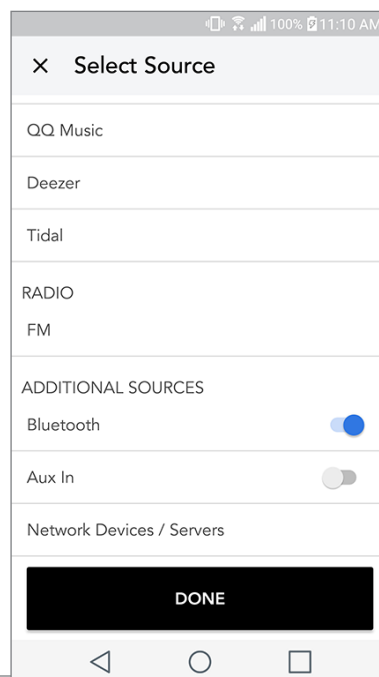 100% 11:10 AM
Select Source
QQ Music
Deezer
Tidal
RADIO
FM
ADDITIONAL SOURCES
Bluetooth
Aux In
Network Devices / Servers
DONE